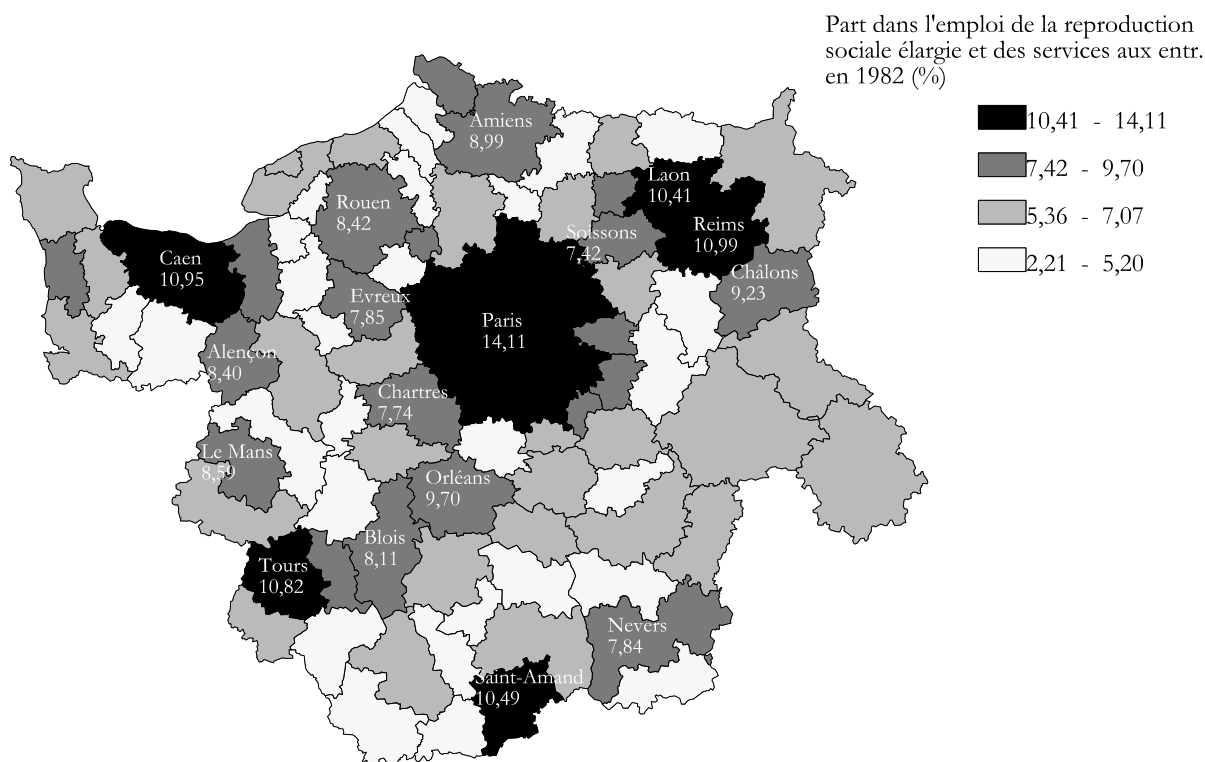 Part dans l'emploi de la reproduction
sociale élargie et des services aux entr.
en 1982 (%)
10,41 - 14,11
7,42 - 9,70
5,36 - 7,07
2,21 - 5,20
Amiens
8,99
Laon
10,41
Rouen
8,42
Reims
10,99
Soissons
7,42
Caen
10,95
Châlons
9,23
Evreux
7,85
Paris
14,11
Alençon
8,40
Chartres
7,74
Le Mans
8,59
Orléans
9,70
Blois
8,11
Tours
10,82
Nevers
7,84
Saint-Amand
10,49